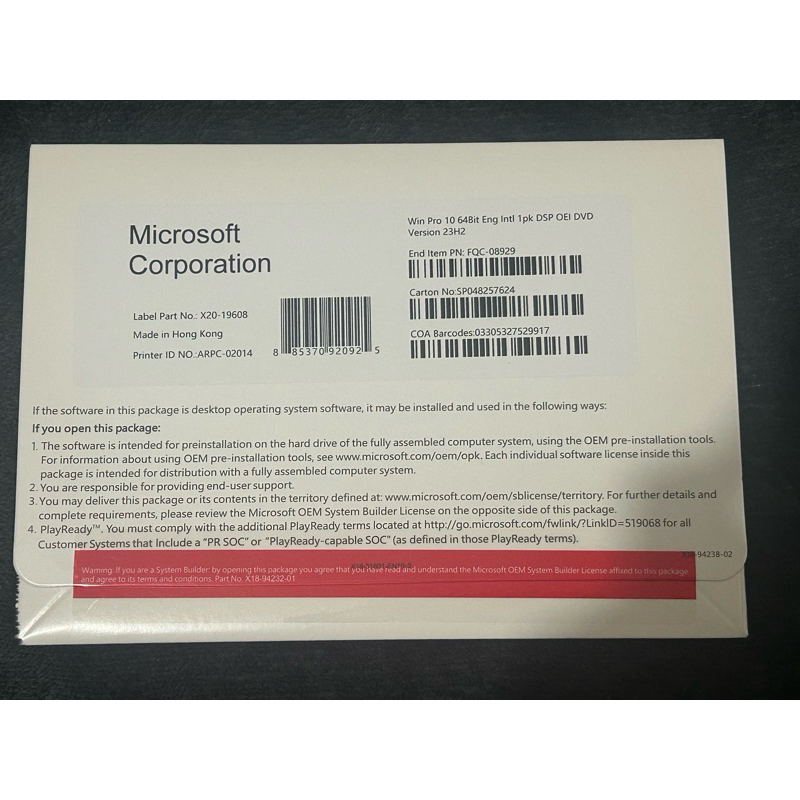 Microsoft
Corporation
Label Part No.: X20-19608
Made in Hong Kong
Printer ID NO.:ARPC-02014
8 85370 92092 5
Win Pro 10 64Bit Eng Intl 1pk DSP OEI DVD
Version 23H2
End Item PN: FQC-08929
Carton No:SP048257624
COA Barcodes:03305327529917
If the software in this package is desktop operating system software, it may be installed and used in the following ways:
If you open this package:
1. The software is intended for preinstallation on the hard drive of the fully assembled computer system, using the OEM pre-installation tools.
For information about using OEM pre-installation tools, see www.microsoft.com/oem/opk. Each individual software license inside this
package is intended for distribution with a fully assembled computer system.
2. You are responsible for providing end-user support.
3. You may deliver this package or its contents in the territory defined at: www.microsoft.com/oem/sblicense/territory. For further details and
complete requirements, please review the Microsoft OEM System Builder License on the opposite side of this package.
4. PlayReady™. You must comply with the additional PlayReady terms located at http://go.microsoft.com/fwlink/?LinkID=519068 for all
Customer Systems that Include a "PR SOC" or "PlayReady-capable SOC" (as defined in those PlayReady terms).
X18-94238-02
Warning: If you are a System Builder: by opening this package you agree that you have read and understand the Microsoft OEM System Builder License affixed to this package
and agree to its terms and conditions. Part No. X18-94232-01